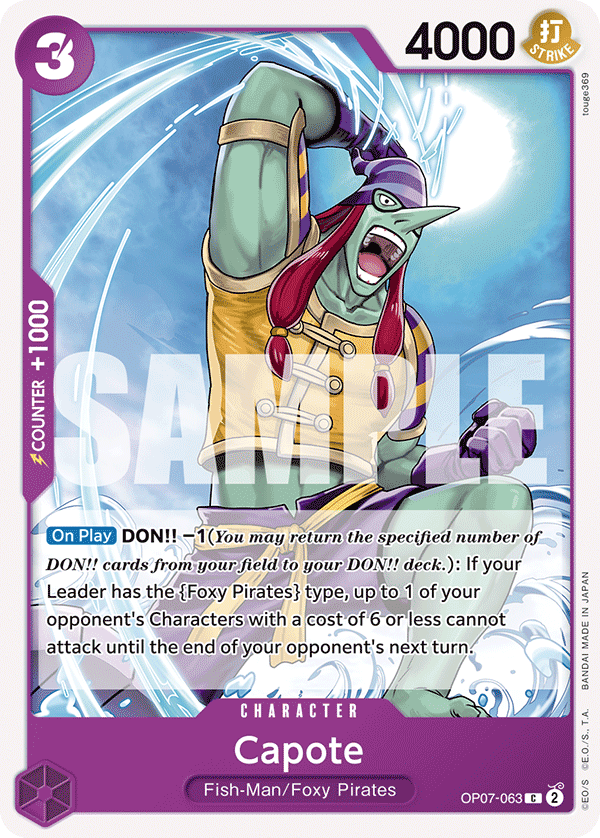 3
4000
打
STRIKE
touge369
COUNTER +1000
SAMPLE
On Play DON!! −1(You may return the specified number of
DON!! cards from your field to your DON!! deck.): If your
Leader has the {Foxy Pirates} type, up to 1 of your
opponent's Characters with a cost of 6 or less cannot
attack until the end of your opponent's next turn.
CHARACTER
Capote
Fish-Man/Foxy Pirates
OP07-063 C 2
©EO/S ©E.O./S., T.A. BANDAI MADE IN JAPAN